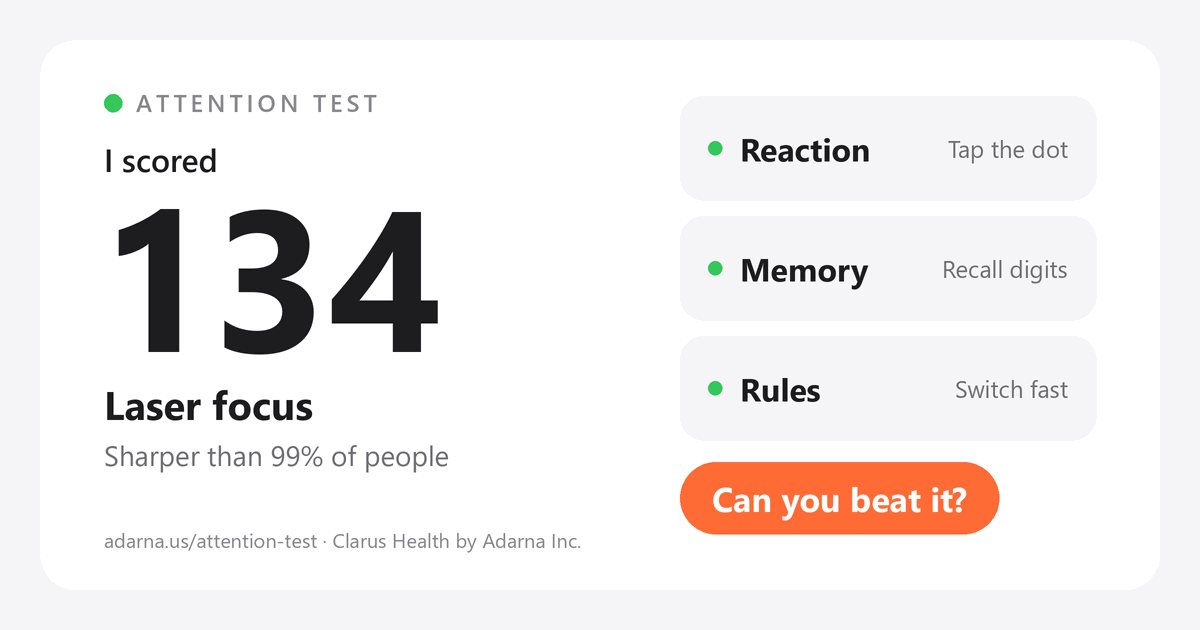 ATTENTION TEST
I scored
134
Laser focus
Sharper than 99% of people
adarna.us/attention-test · Clarus Health by Adarna Inc.
Reaction Tap the dot
Memory Recall digits
Rules Switch fast
Can you beat it?